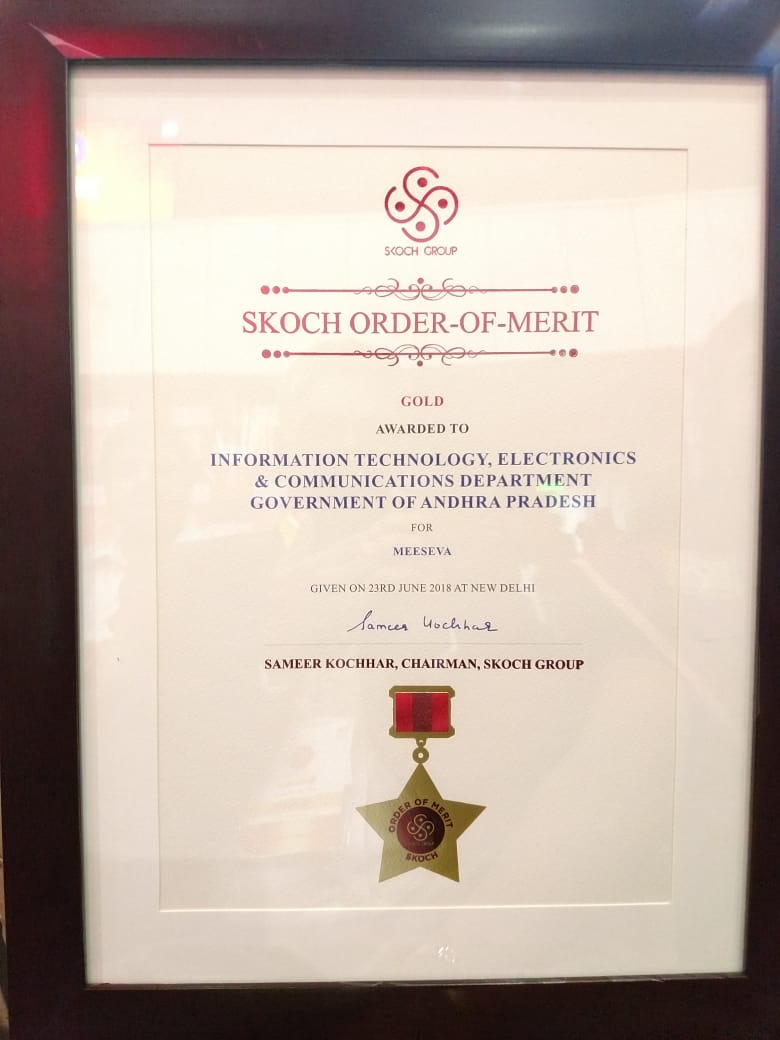 SKOCH GROUP
SKOCH ORDER-OF-MERIT
GOLD
AWARDED TO
INFORMATION TECHNOLOGY, ELECTRONICS
& COMMUNICATIONS DEPARTMENT
GOVERNMENT OF ANDHRA PRADESH
FOR
MEESEVA
GIVEN ON 23RD JUNE 2018 AT NEW DELHI
Sameer Kochhar
SAMEER KOCHHAR, CHAIRMAN, SKOCH GROUP
ORDER OF MERIT
SKOCH